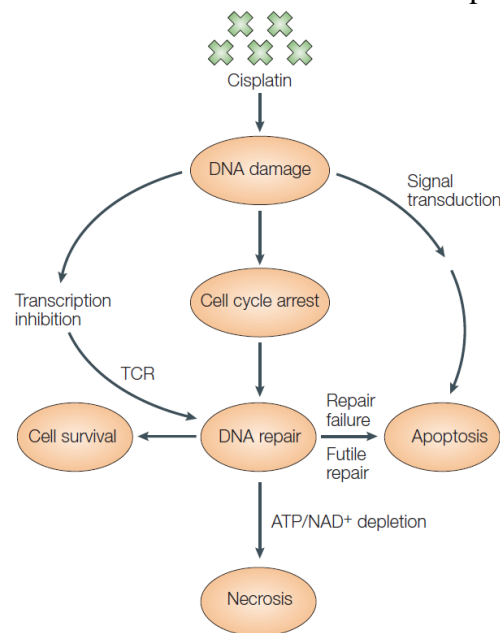 Cisplatin
DNA damage
Signal
transduction
Cell cycle arrest
Transcription
inhibition
TCR
Repair
failure
Cell survival
DNA repair
Apoptosis
Futile
repair
ATP/NAD+ depletion
Necrosis